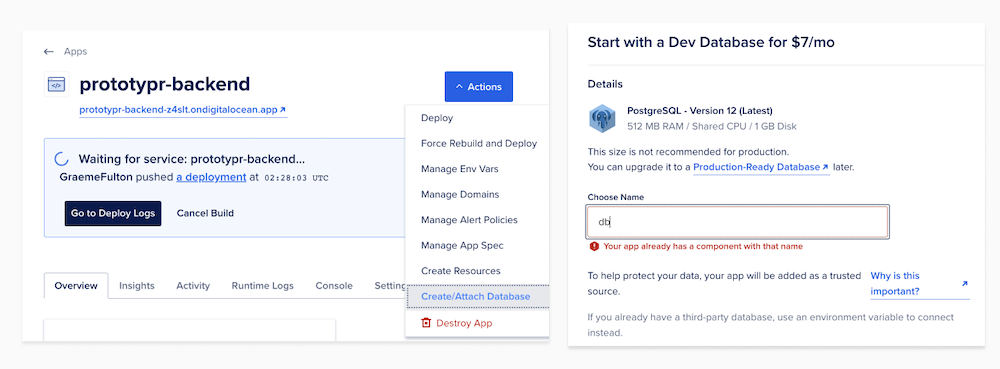 Apps
prototypr-backend
Actions
prototypr-backend-z4slt.ondigitalocean.app
Deploy
Force Rebuild and Deploy
Manage Env Vars
Manage Domains
Manage Alert Policies
Manage App Spec
Create Resources
Create/Attach Database
Destroy App
Waiting for service: prototypr-backend...
GraemeFulton pushed a deployment at 02:28:03 UTC
Go to Deploy Logs Cancel Build
Overview Insights Activity Runtime Logs Console Setting
Start with a Dev Database for $7/mo
Details
PostgreSQL - Version 12 (Latest)
512 MB RAM / Shared CPU / 1 GB Disk
This size is not recommended for production.
You can upgrade it to a Production-Ready Database later.
Choose Name
db
Your app already has a component with that name
To help protect your data, your app will be added as a trusted
source.
Why is this
important?
If you already have a third-party database, use an environment variable to connect
instead.